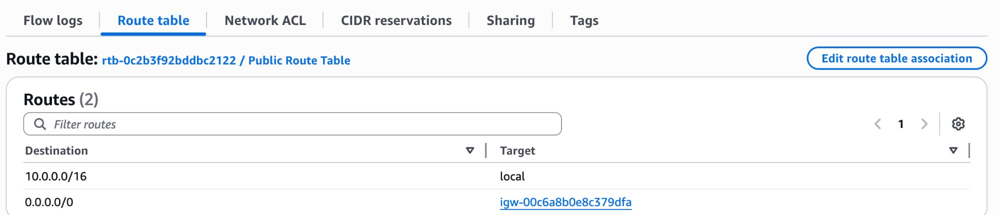 Flow logs Route table Network ACL CIDR reservations Sharing Tags
Route table: rtb-0c2b3f92bddbc2122 / Public Route Table Edit route table association
Routes (2)
Filter routes 1
Destination Target
10.0.0.0/16 local
0.0.0.0/0 igw-00c6a8b0e8c379dfa